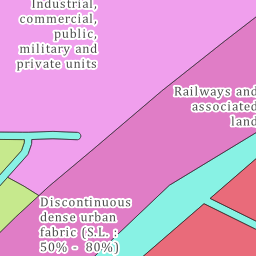 Industrial,
commercial,
public,
military and
private units
Railways and
associated
land
Discontinuous
dense urban
fabric (S.L. :
50% - 80%)